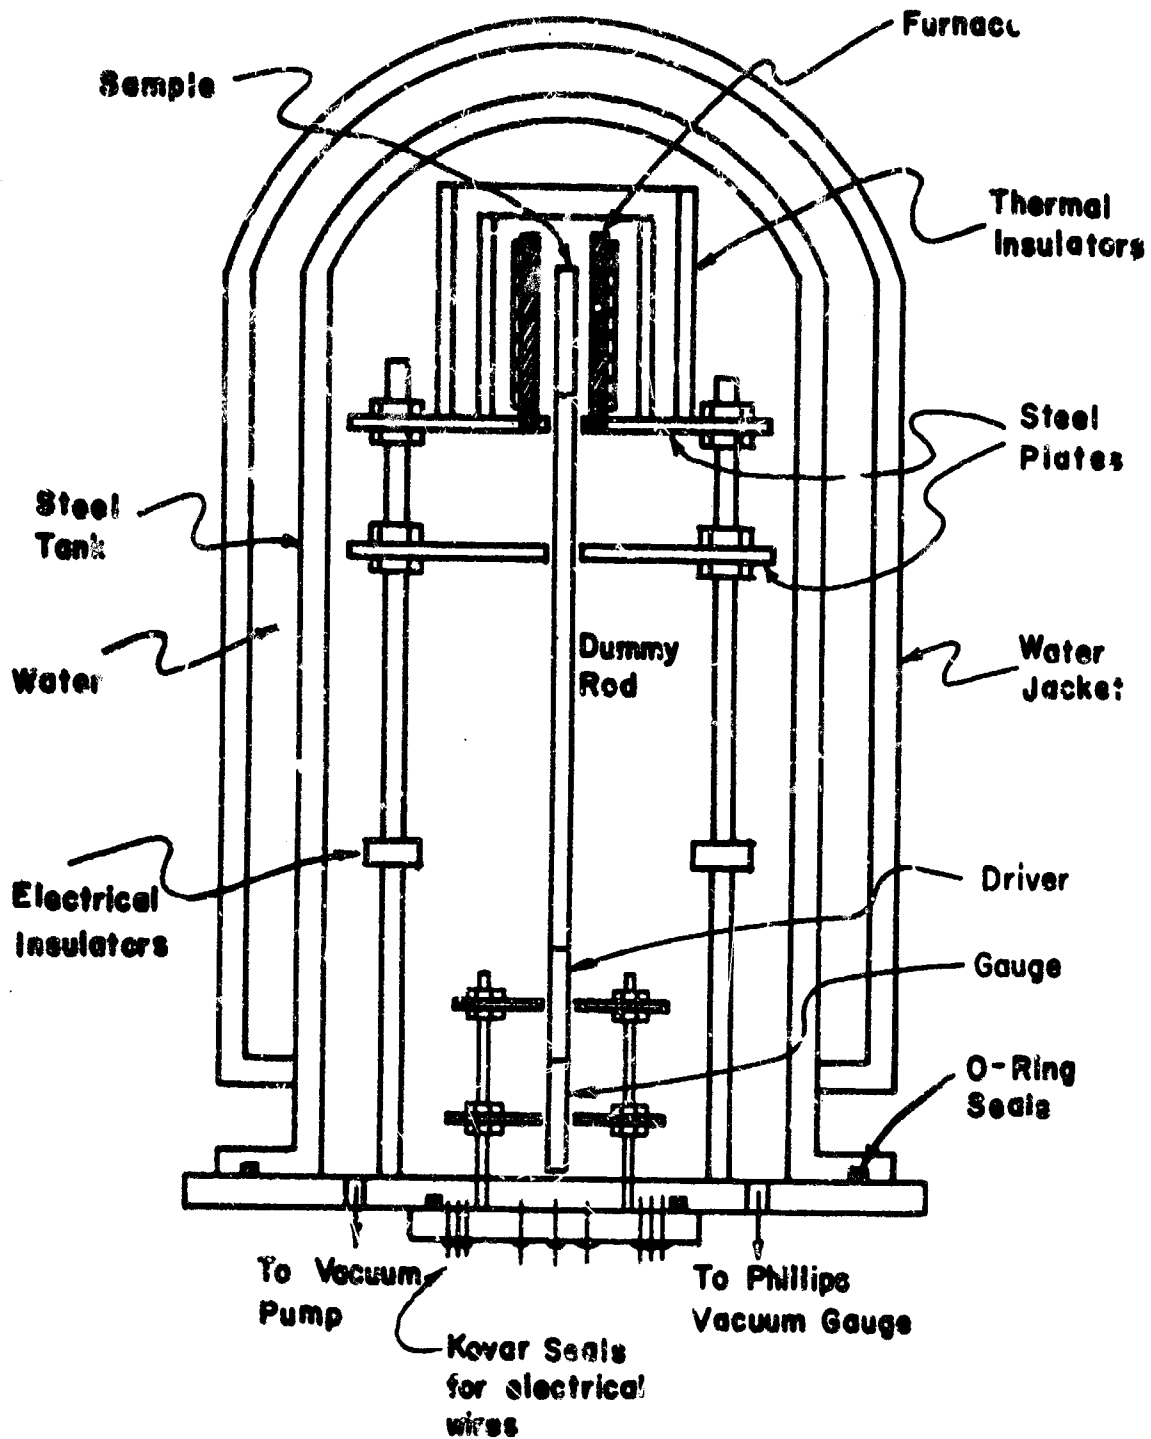 Furnace
Sample
Thermal
Insulators
Steel
Plates
Steel
Tank
Dummy
Rod
Water
Jacket
Water
Driver
Electrical
Insulators
Gauge
O-Ring
Seals
To Vacuum
Pump
To Phillips
Vacuum Gauge
Kovar Seals
for electrical
wires